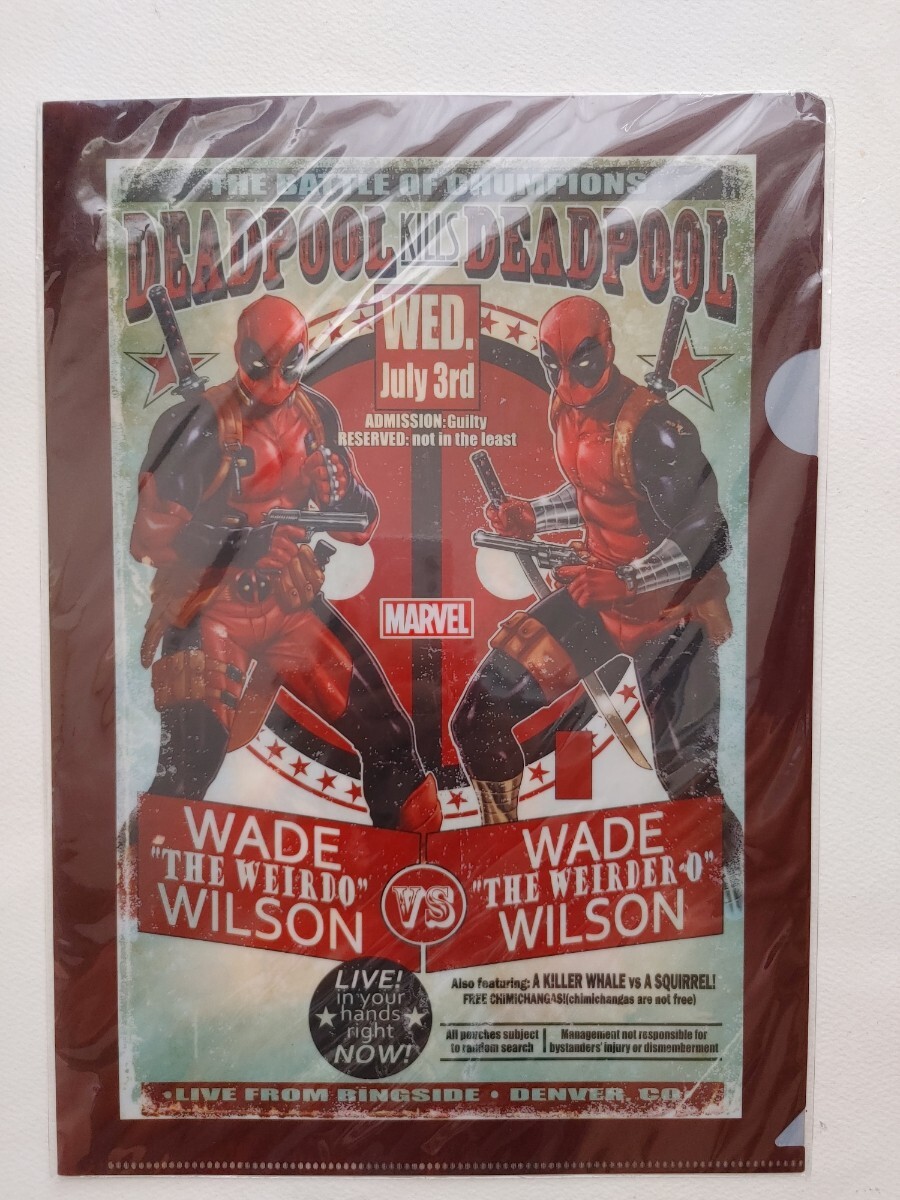 THE BATTLE OF CHUMPIONS
DEADPOOL KILLS DEADPOOL
WED.
July 3rd
ADMISSION: Guilty
RESERVED: not in the least
MARVEL
WADE
"THE WEIRDO"
WILSON
VS
WADE
"THE WEIRDER-O"
WILSON
LIVE!
in your
hands
right
NOW!
Also featuring: A KILLER WHALE vs A SQUIRREL!
FREE CHIMICHANGAS!(chimichangas are not free)
All pouches subject
to random search
Management not responsible for
bystanders' injury or dismemberment
•LIVE FROM BINGSIDE • DENVER, CO